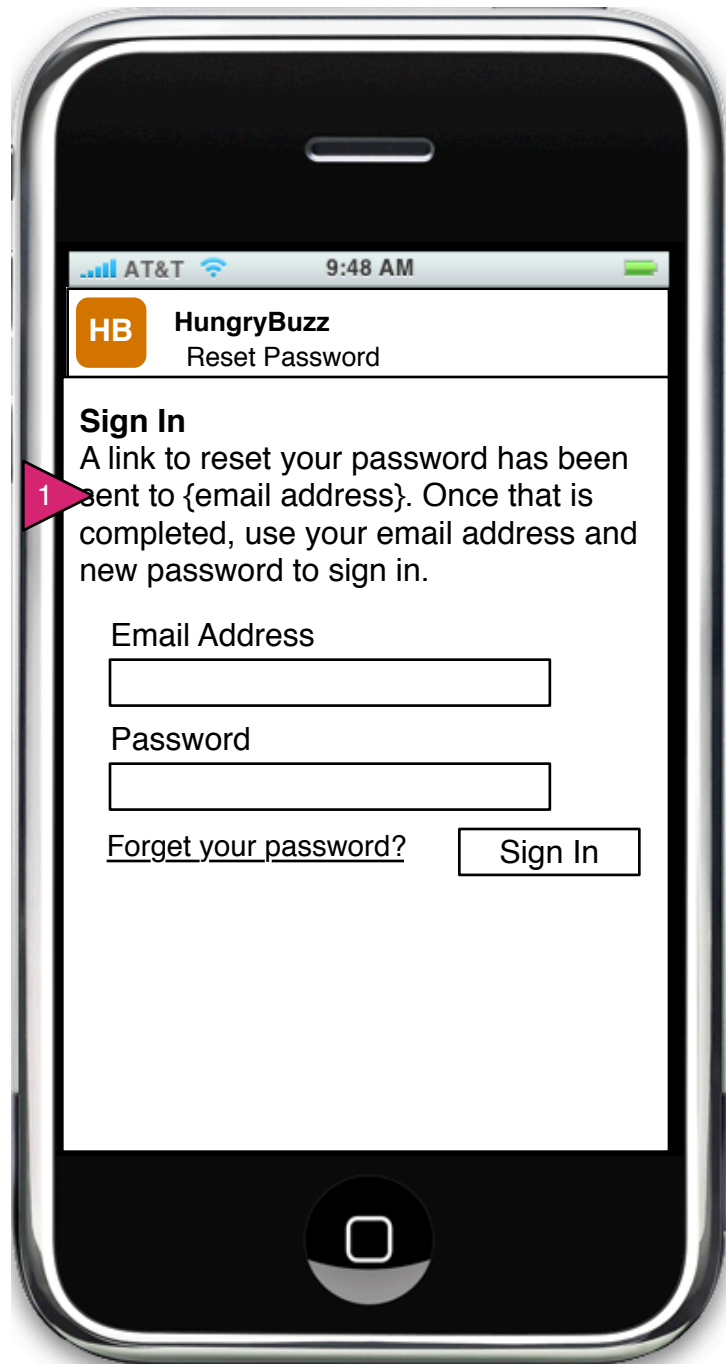 AT&T 9:48 AM
HB HungryBuzz
Reset Password
Sign In
A link to reset your password has been
1 sent to {email address}. Once that is
completed, use your email address and
new password to sign in.
Email Address
Password
Forget your password? Sign In